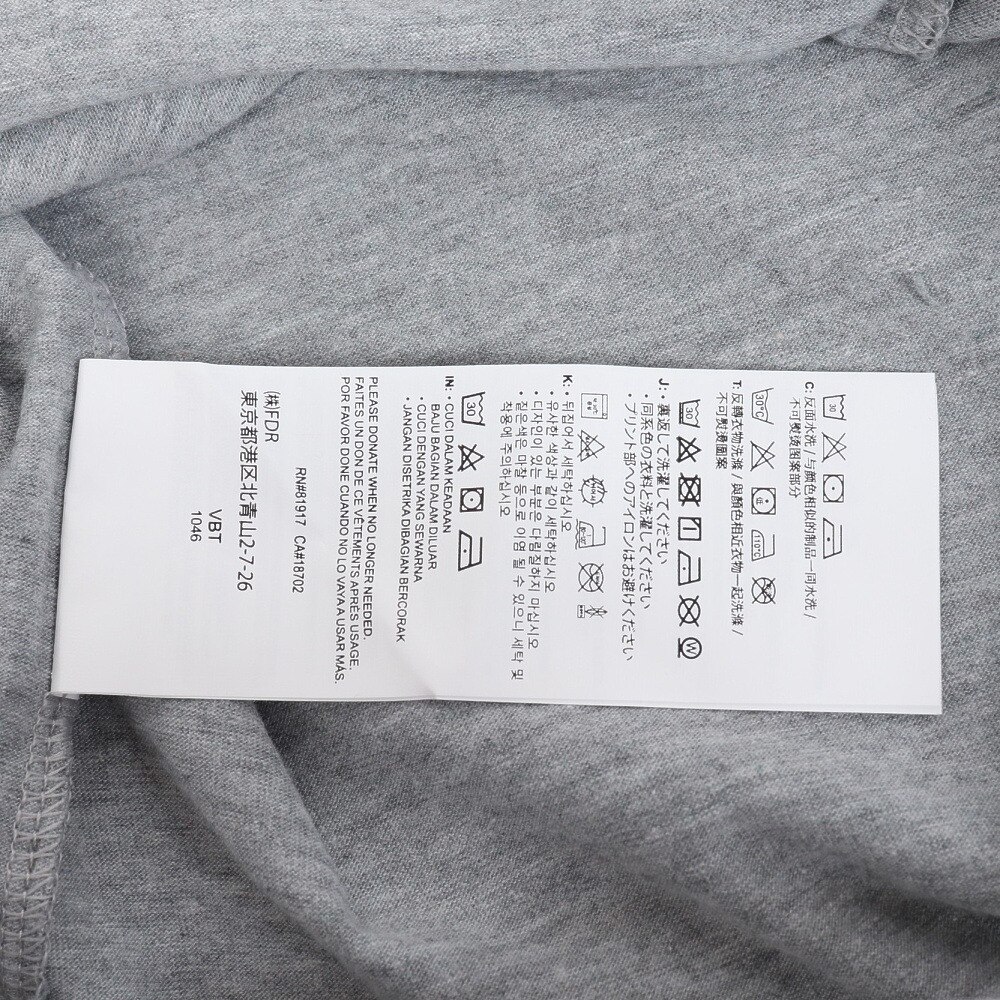 C: • 反面水洗 / 与颜色相似的制品一同水洗 /
不可熨烫图案部分
T: 反轉衣物洗滌 / 與顏色相近衣物一起洗滌 /
不可熨燙圖案
J: • 裏返して洗濯してください
• 同系色の衣料と洗濯してください
• プリント部へのアイロンはお避けください
K: • 뒤집어서 세탁하십시오
• 유사한 색상과 같이 세탁하십시오
• 디자인이 있는 부분은 다림질하지 마십시오
• 짙은색은 마찰 등으로 이염 될 수 있으니 세탁 및
착용에 주의하십시오
IN: • CUCI DALAM KEADAAN
BAJU BAGIAN DALAM DILUAR
• CUCI DENGAN YANG SEWARNA
• JANGAN DISETRIKA DIBAGIAN BERCORAK
PLEASE DONATE WHEN NO LONGER NEEDED.
FAITES UN DON DE CE VÊTEMENTS APRÈS USAGE.
POR FAVOR DONE CUANDO NO LO VAYA A USAR MÁS.
RN#81917 CA#18702
(株)FDR
東京都港区北青山2-7-26
VBT
1046